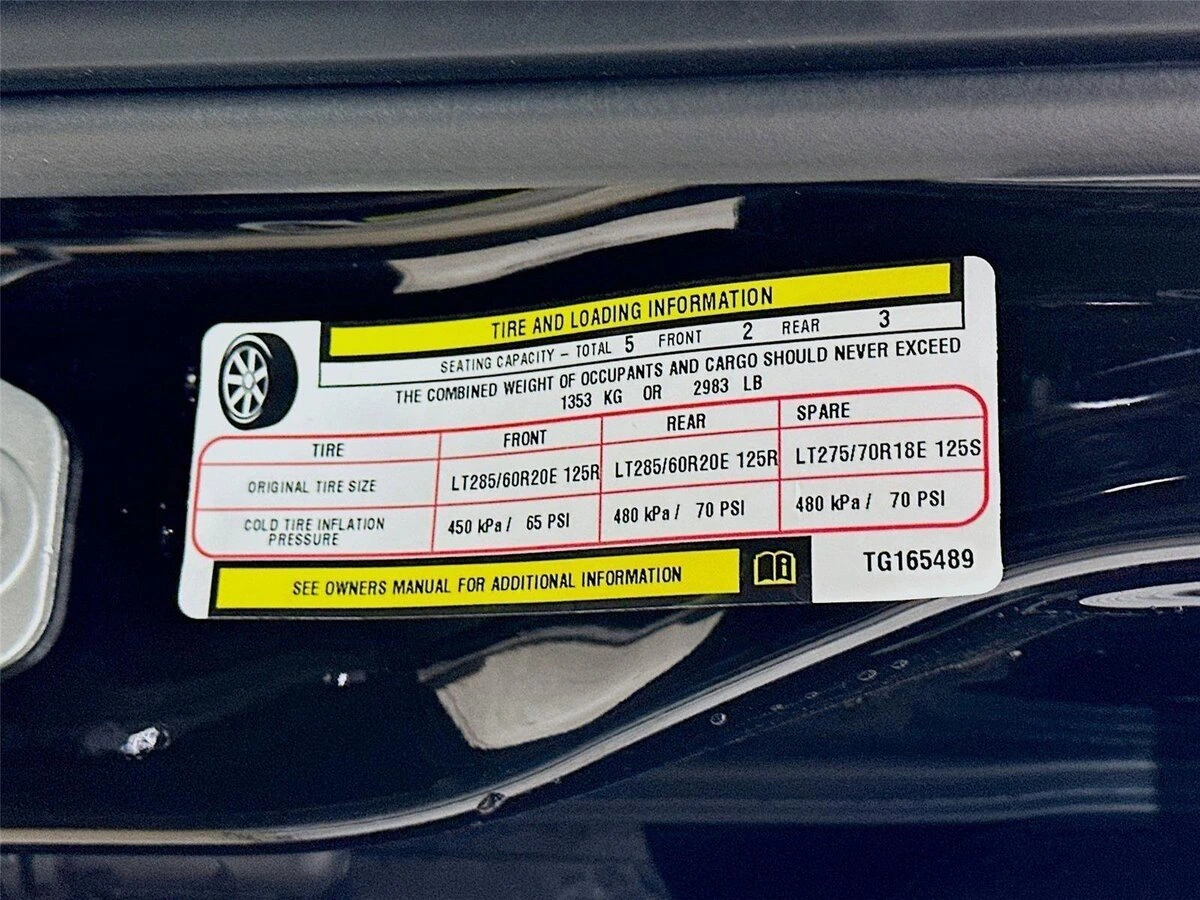 TIRE AND LOADING INFORMATION
SEATING CAPACITY – TOTAL 5 FRONT 2 REAR 3
THE COMBINED WEIGHT OF OCCUPANTS AND CARGO SHOULD NEVER EXCEED
1353 KG OR 2983 LB
TIRE FRONT REAR SPARE
ORIGINAL TIRE SIZE LT285/60R20E 125R LT285/60R20E 125R LT275/70R18E 125S
COLD TIRE INFLATION
PRESSURE 450 kPa / 65 PSI 480 kPa / 70 PSI 480 kPa / 70 PSI
SEE OWNERS MANUAL FOR ADDITIONAL INFORMATION
TG165489